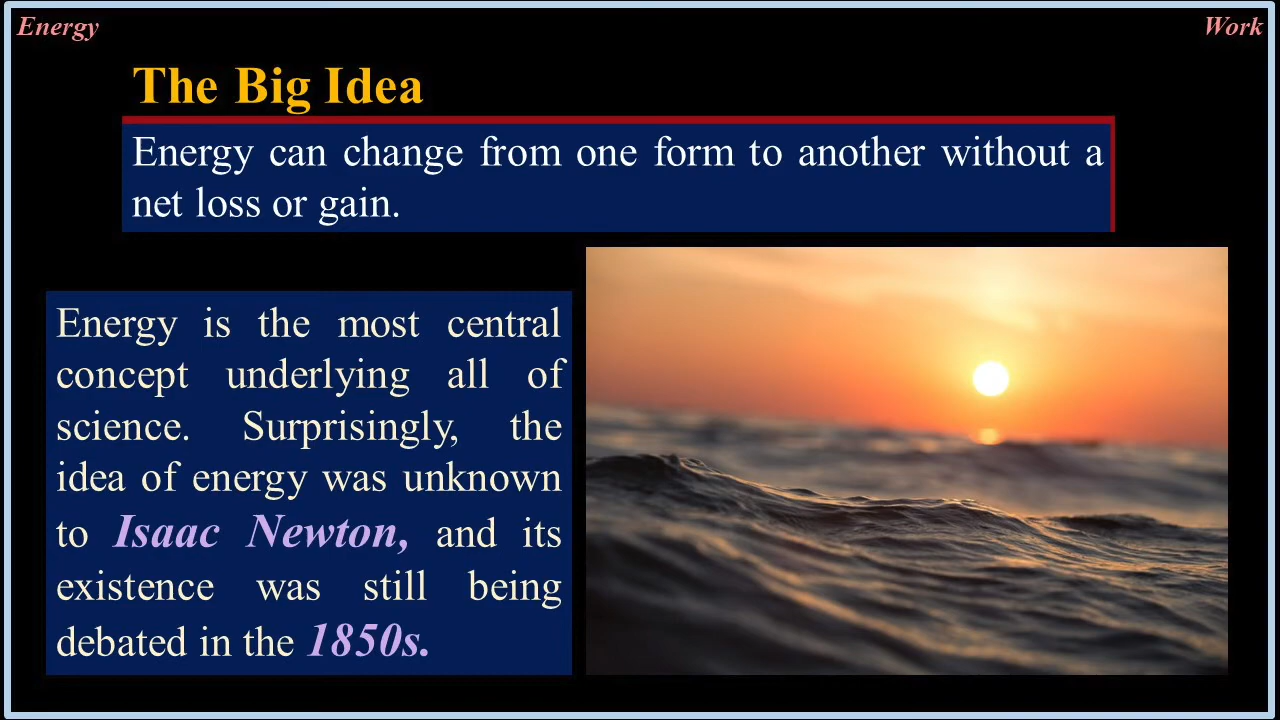 Energy
Work
The Big Idea
Energy can change from one form to another without a
net loss or gain.
Energy is the most central
concept underlying all of
science. Surprisingly, the
idea of energy was unknown
to Isaac Newton, and its
existence was still being
debated in the 1850s.